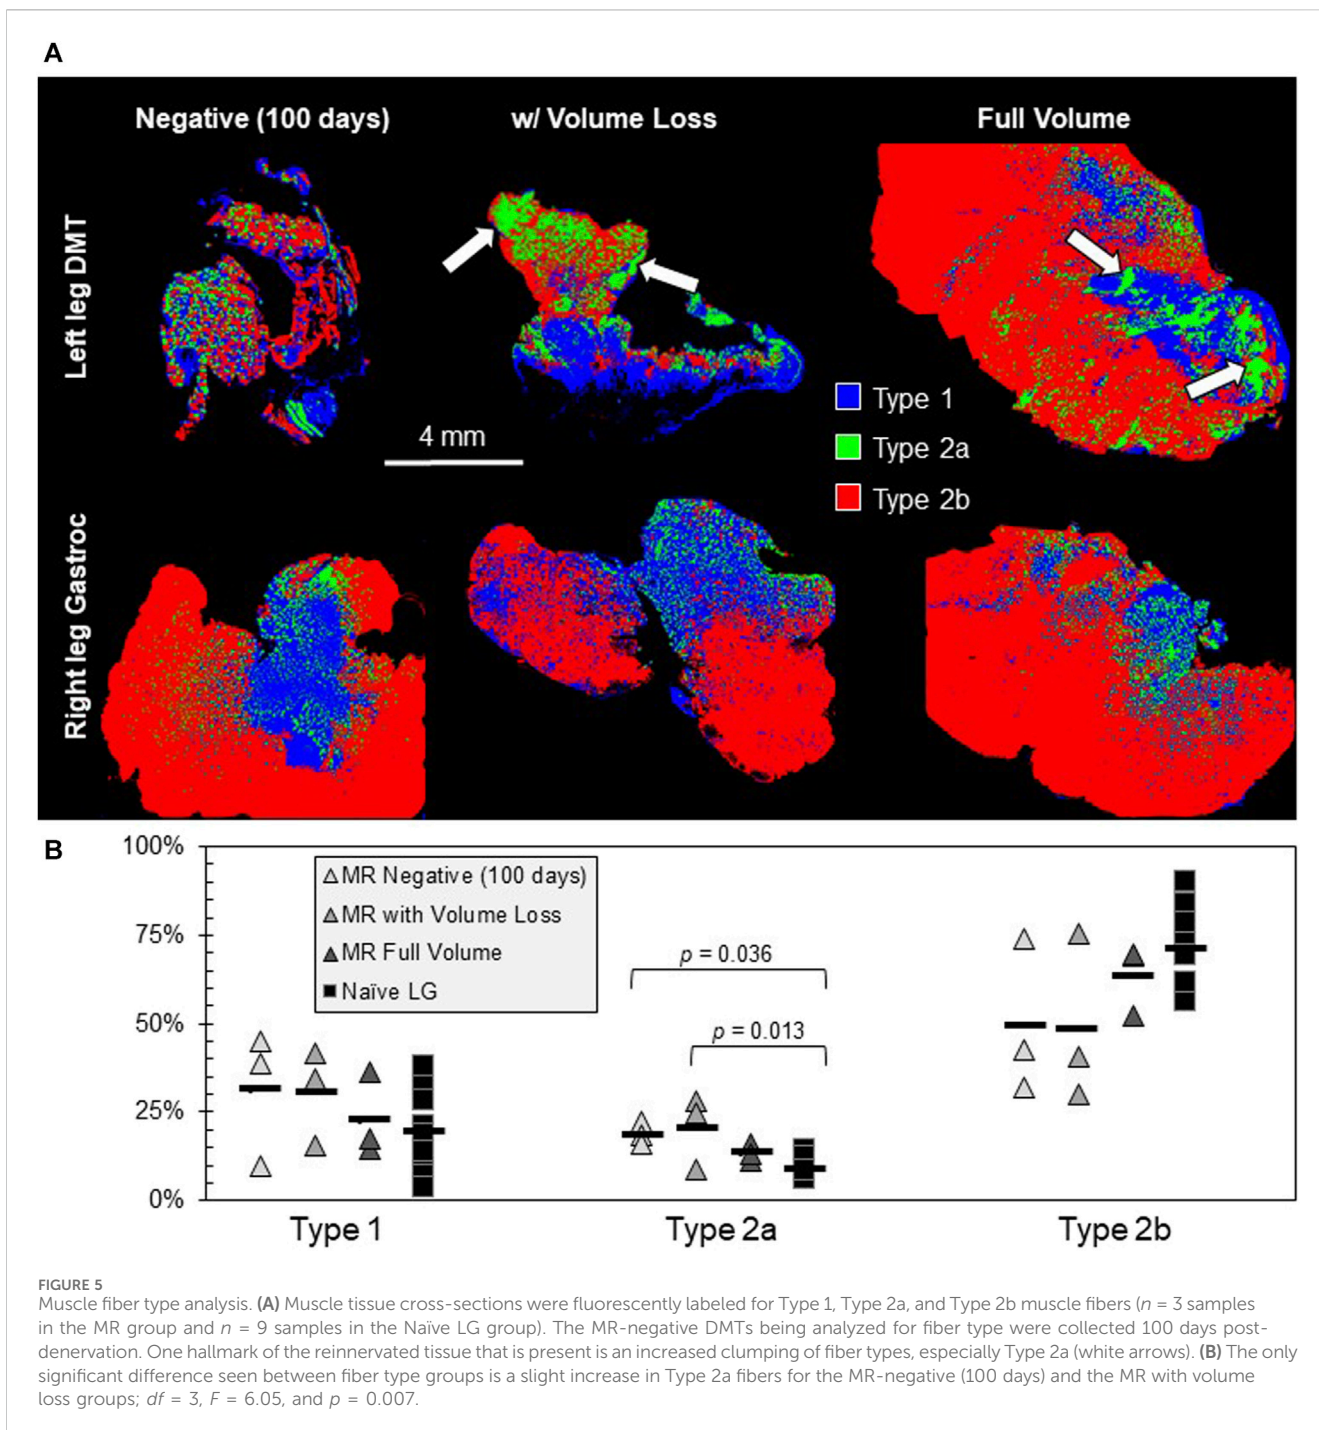 A
Negative (100 days)
w/ Volume Loss
Full Volume
Left leg DMT
Type 1
Type 2a
Type 2b
4 mm
Right leg Gastroc
B
100%
75%
50%
25%
0%
MR Negative (100 days)
MR with Volume Loss
MR Full Volume
Naïve LG
p = 0.036
p = 0.013
Type 1
Type 2a
Type 2b
FIGURE 5
Muscle fiber type analysis. (A) Muscle tissue cross-sections were fluorescently labeled for Type 1, Type 2a, and Type 2b muscle fibers (n = 3 samples
in the MR group and n = 9 samples in the Naïve LG group). The MR-negative DMTs being analyzed for fiber type were collected 100 days post-
denervation. One hallmark of the reinnervated tissue that is present is an increased clumping of fiber types, especially Type 2a (white arrows). (B) The only
significant difference seen between fiber type groups is a slight increase in Type 2a fibers for the MR-negative (100 days) and the MR with volume
loss groups; df = 3, F = 6.05, and p = 0.007.